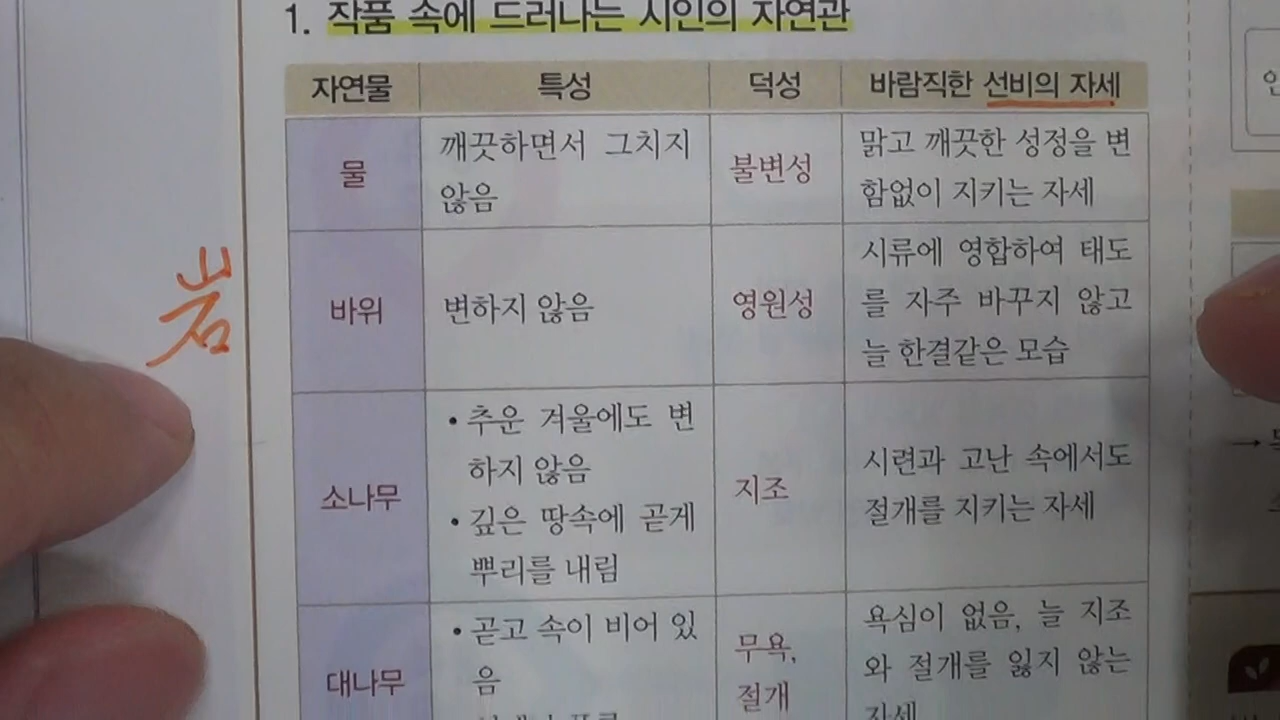 1. 작품 속에 드러나는 시인의 자연관
자연물 특성 덕성 바람직한 선비의 자세
물
깨끗하면서 그치지
않음
불변성
맑고 깨끗한 성정을 변
함없이 지키는 자세
岩
바위
변하지 않음
영원성
시류에 영합하여 태도
를 자주 바꾸지 않고
늘 한결같은 모습
소나무
• 추운 겨울에도 변
하지 않음
• 깊은 땅속에 곧게
뿌리를 내림
지조
시련과 고난 속에서도
절개를 지키는 자세
대나무
• 곧고 속이 비어 있
음
무욕,
절개
욕심이 없음, 늘 지조
와 절개를 잃지 않는
자세